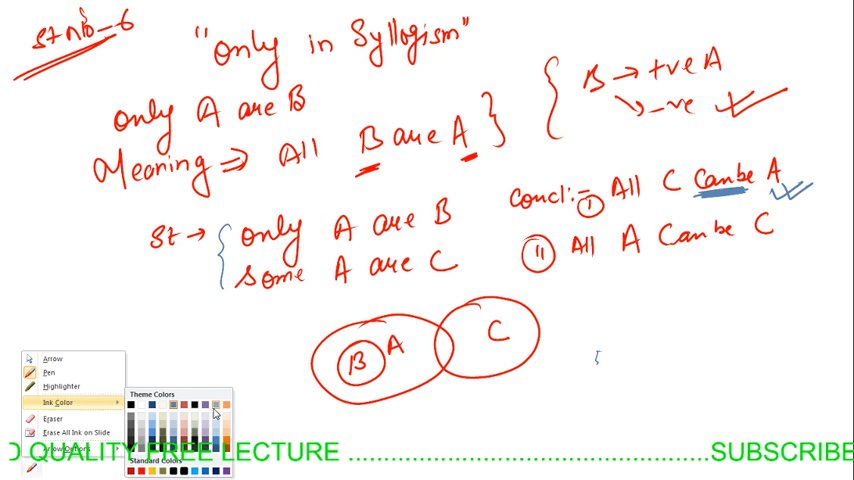 St no-6
"Only in Syllogism"
Only A are B
Meaning ⇒ All B are A
B → +ve A
→ -ve
St → Only A are B
Some A are C
Concl:- I All C Can be A
II All A Can be C
B A C
Arrow
Pen
Highlighter
Ink Color
Eraser
Erase All Ink on Slide
Arrow Options
Theme Colors
Standard Colors
D QUALITY FREE LECTURE ............................................................SUBSCRIBE